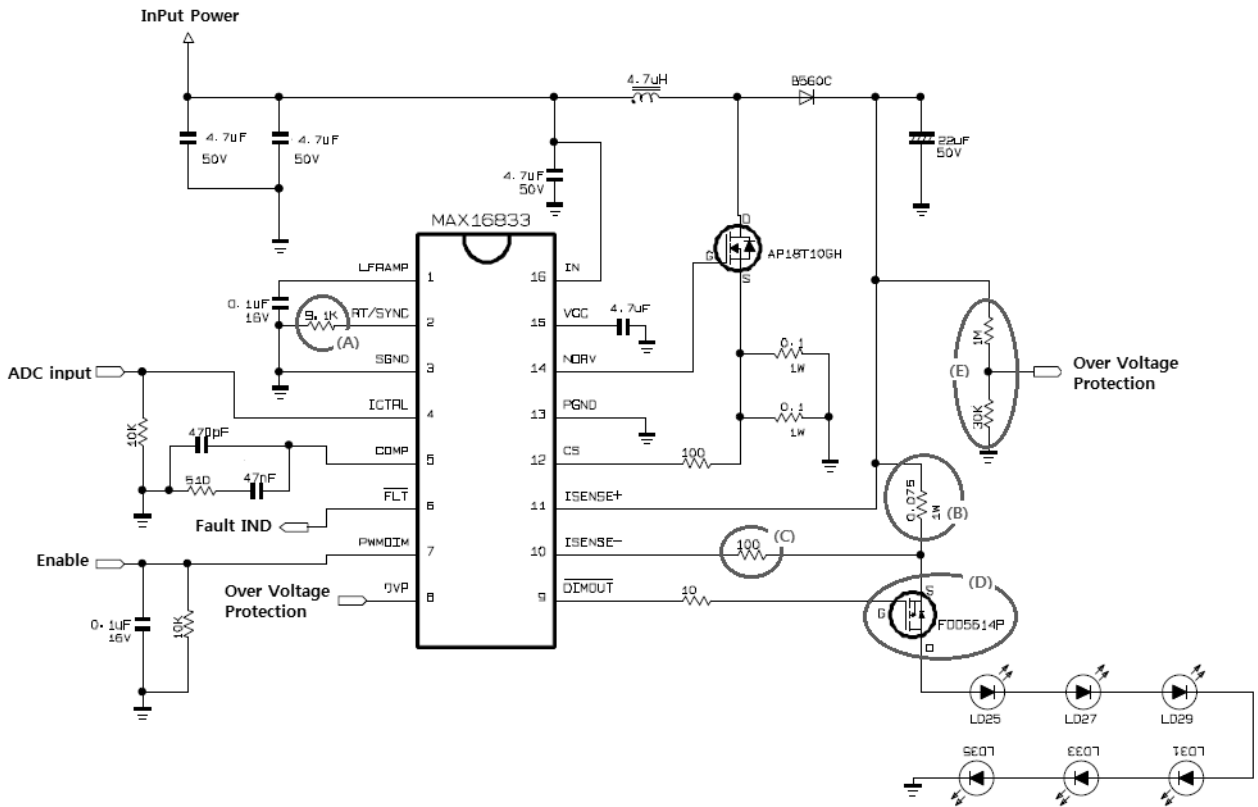 InPut Power
4.7uH
B560C
4.7uF
50V
4.7uF
50V
22uF
50V
4.7uF
50V
MAX16833
D
G
S
AP18T10GH
LFRAMP
1
16
IN
0.1uF
16V
9.1K
(A)
RT/SYNC
2
15
VCC
4.7uF
SGND
3
14
NDRV
0.1
1W
1M
(E)
Over Voltage
Protection
30K
ADC input
ICTRL
4
13
PGND
0.1
1W
10K
470pF
COMP
5
12
CS
100
510
47nF
0.075
1W
(B)
FLT
6
11
ISENSE+
Fault IND
Enable
PWMDIM
7
10
ISENSE-
100
(C)
Over Voltage
Protection
OVP
8
9
DIMOUT
10
(D)
S
G
D
FDD5614P
0.1uF
16V
10K
LD25
LD27
LD29
LD35
LD33
LD31